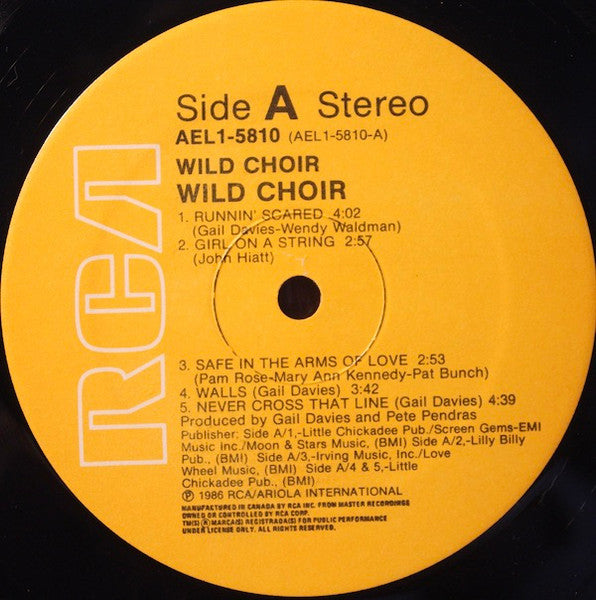 RCA
Side A Stereo
AEL1-5810 (AEL1-5810-A)
WILD CHOIR
WILD CHOIR
1. RUNNIN' SCARED 4:02
(Gail Davies-Wendy Waldman)
2. GIRL ON A STRING 2:57
(John Hiatt)
3. SAFE IN THE ARMS OF LOVE 2:53
(Pam Rose-Mary Ann Kennedy-Pat Bunch)
4. WALLS (Gail Davies) 3:42
5. NEVER CROSS THAT LINE (Gail Davies) 4:39
Produced by Gail Davies and Pete Pendras
Publisher: Side A/1,-Little Chickadee Pub./Screen Gems-EMI
Music Inc./Moon & Stars Music, (BMI) Side A/2,-Lilly Billy
Pub., (BMI) Side A/3,-Irving Music, Inc./Love
Wheel Music, (BMI) Side A/4 & 5,-Little
Chickadee Pub., (BMI)
℗ 1986 RCA/ARIOLA INTERNATIONAL
MANUFACTURED IN CANADA BY RCA INC. FROM MASTER RECORDINGS
OWNED OR CONTROLLED BY RCA CORP.
TM(S) ® MARCA(S) REGISTRADA(S) FOR PUBLIC PERFORMANCE
UNDER LICENSE ONLY. ALL RIGHTS RESERVED.